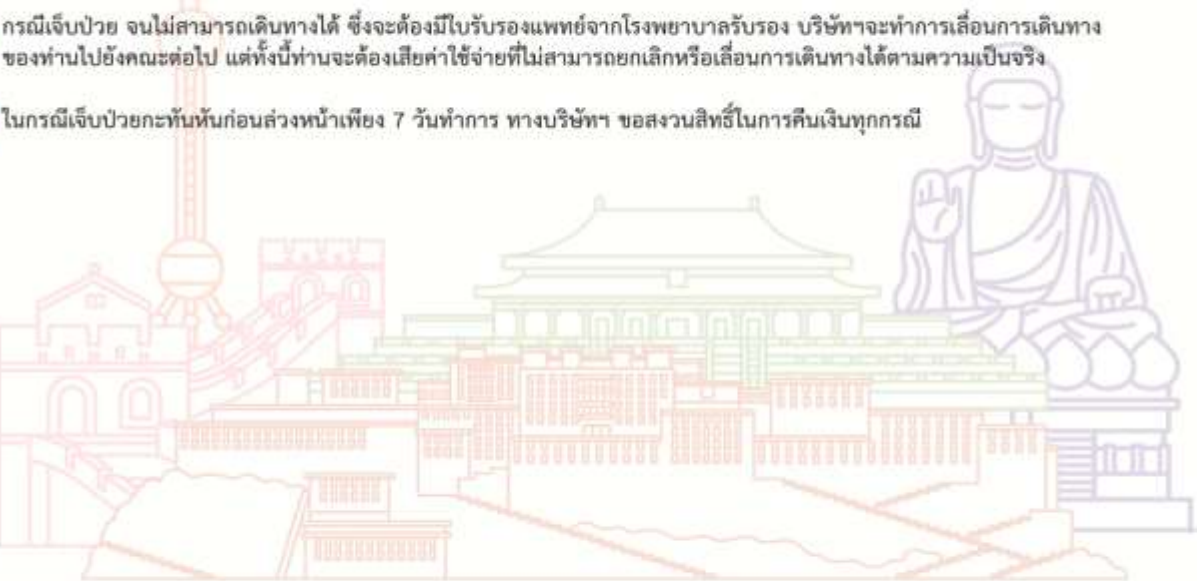 กรณีเจ็บป่วย จนไม่สามารถเดินทางได้ ซึ่งจะต้องมีใบรับรองแพทย์จากโรงพยาบาลรับรอง บริษัทฯจะทำการเลื่อนการเดินทาง
ของท่านไปยังคณะต่อไป แต่ทั้งนี้ท่านจะต้องเสียค่าใช้จ่ายที่ไม่สามารถยกเลิกหรือเลื่อนการเดินทางได้ตามความเป็นจริง
ในกรณีเจ็บป่วยกะทันหันก่อนล่วงหน้าเพียง 7 วันทำการ ทางบริษัทฯ ขอสงวนสิทธิ์ในการคืนเงินทุกกรณี